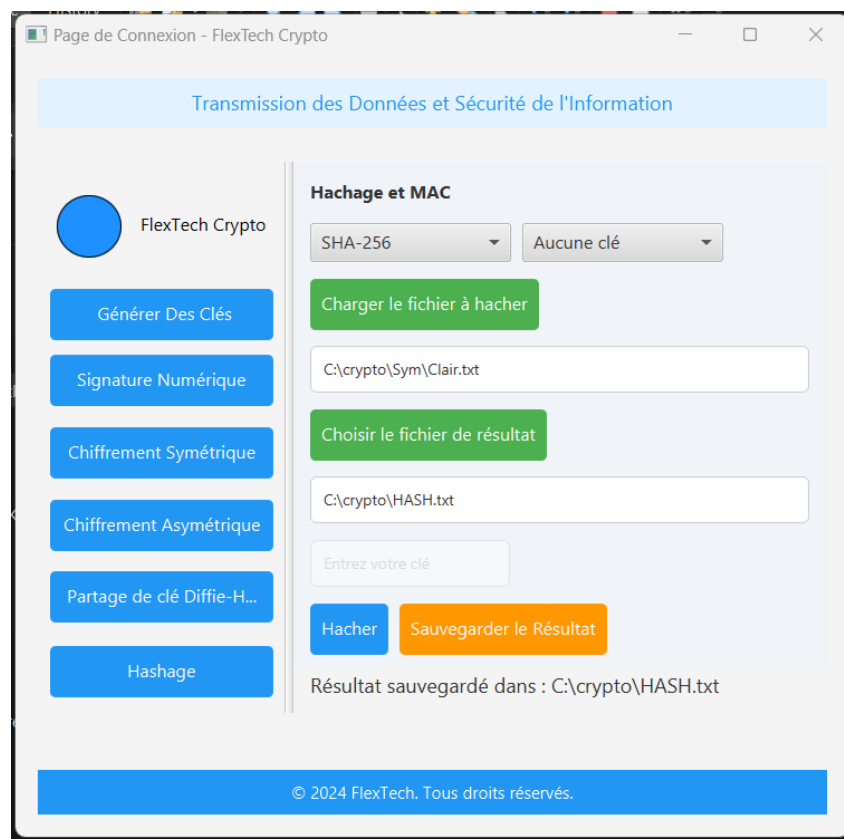 Page de Connexion - FlexTech Crypto
Transmission des Données et Sécurité de l'Information
FlexTech Crypto
Générer Des Clés
Signature Numérique
Chiffrement Symétrique
Chiffrement Asymétrique
Partage de clé Diffie-H...
Hashage
Hachage et MAC
SHA-256
Aucune clé
Charger le fichier à hacher
C:\crypto\Sym\Clair.txt
Choisir le fichier de résultat
C:\crypto\HASH.txt
Entrez votre clé
Hacher
Sauvegarder le Résultat
Résultat sauvegardé dans : C:\crypto\HASH.txt
© 2024 FlexTech. Tous droits réservés.